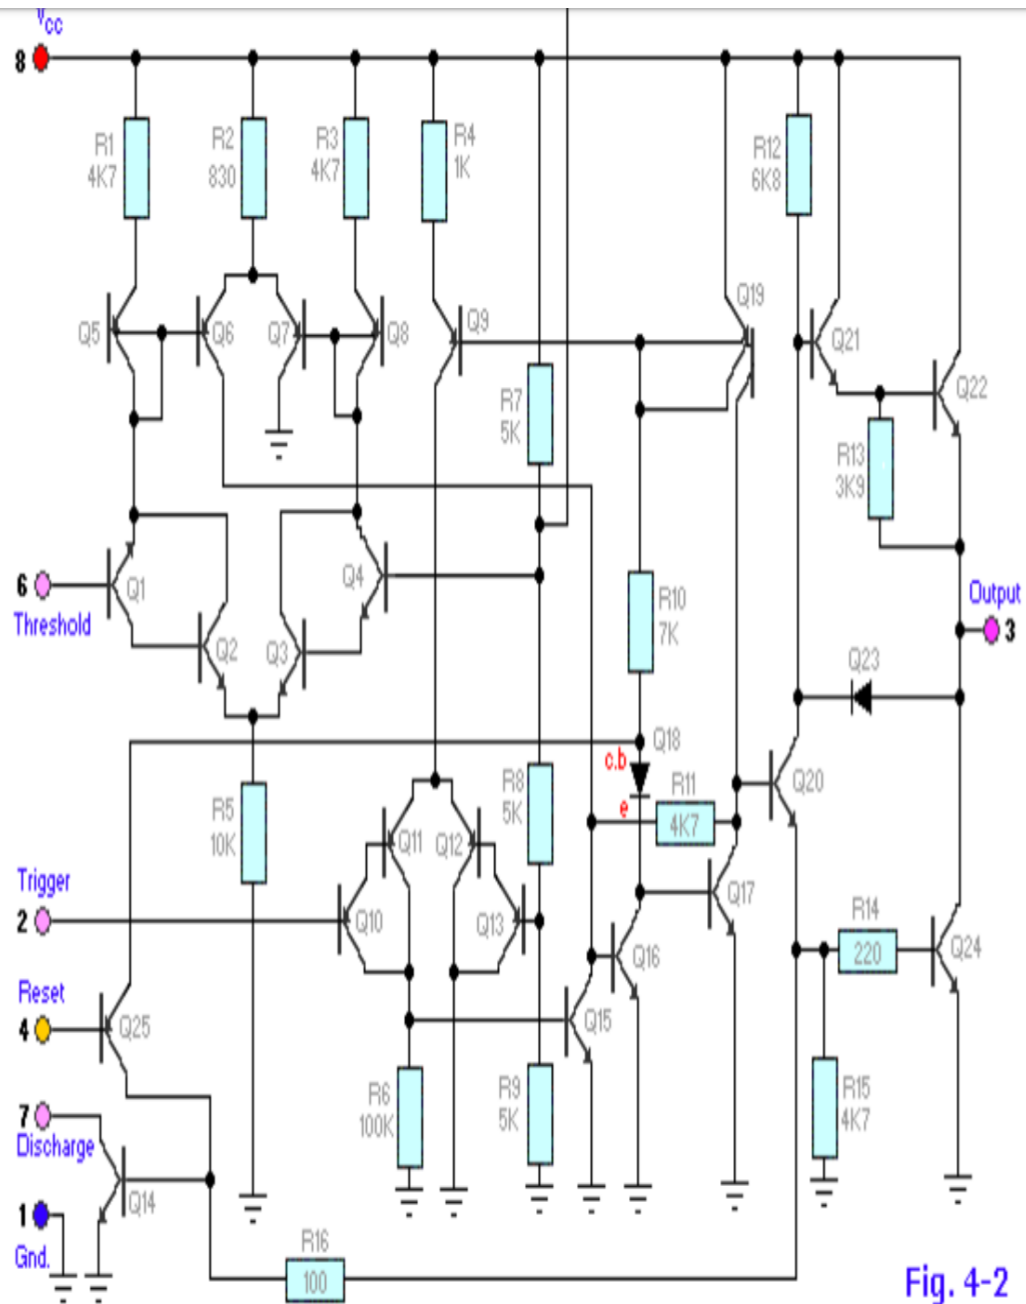 Vcc
8
R1
4K7
R2
830
R3
4K7
R4
1K
R12
6K8
Q5
Q6
Q7
Q8
Q9
Q19
Q21
Q22
R7
5K
R13
3K9
6
Threshold
Q1
Q2
Q3
Q4
R10
7K
Output
3
Q23
Q18
c.b
e
R11
4K7
Q20
R5
10K
R8
5K
Q11
Q12
Trigger
2
Q10
Q13
Q17
Q16
R14
220
Q24
Reset
4
Q25
Q15
7
Discharge
Q14
R6
100K
R9
5K
R15
4K7
1
Gnd.
R16
100
Fig. 4-2